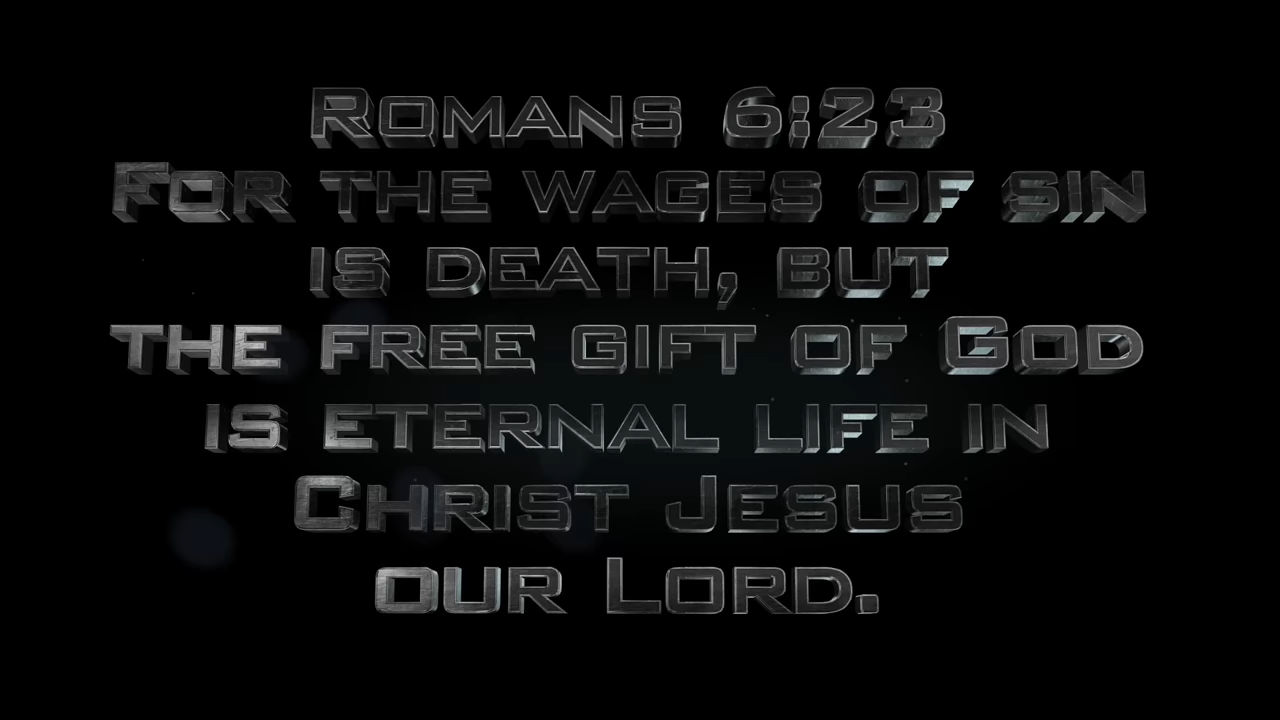 Romans 6:23
For the wages of sin
is death, but
the free gift of God
is eternal life in
Christ Jesus
our Lord.